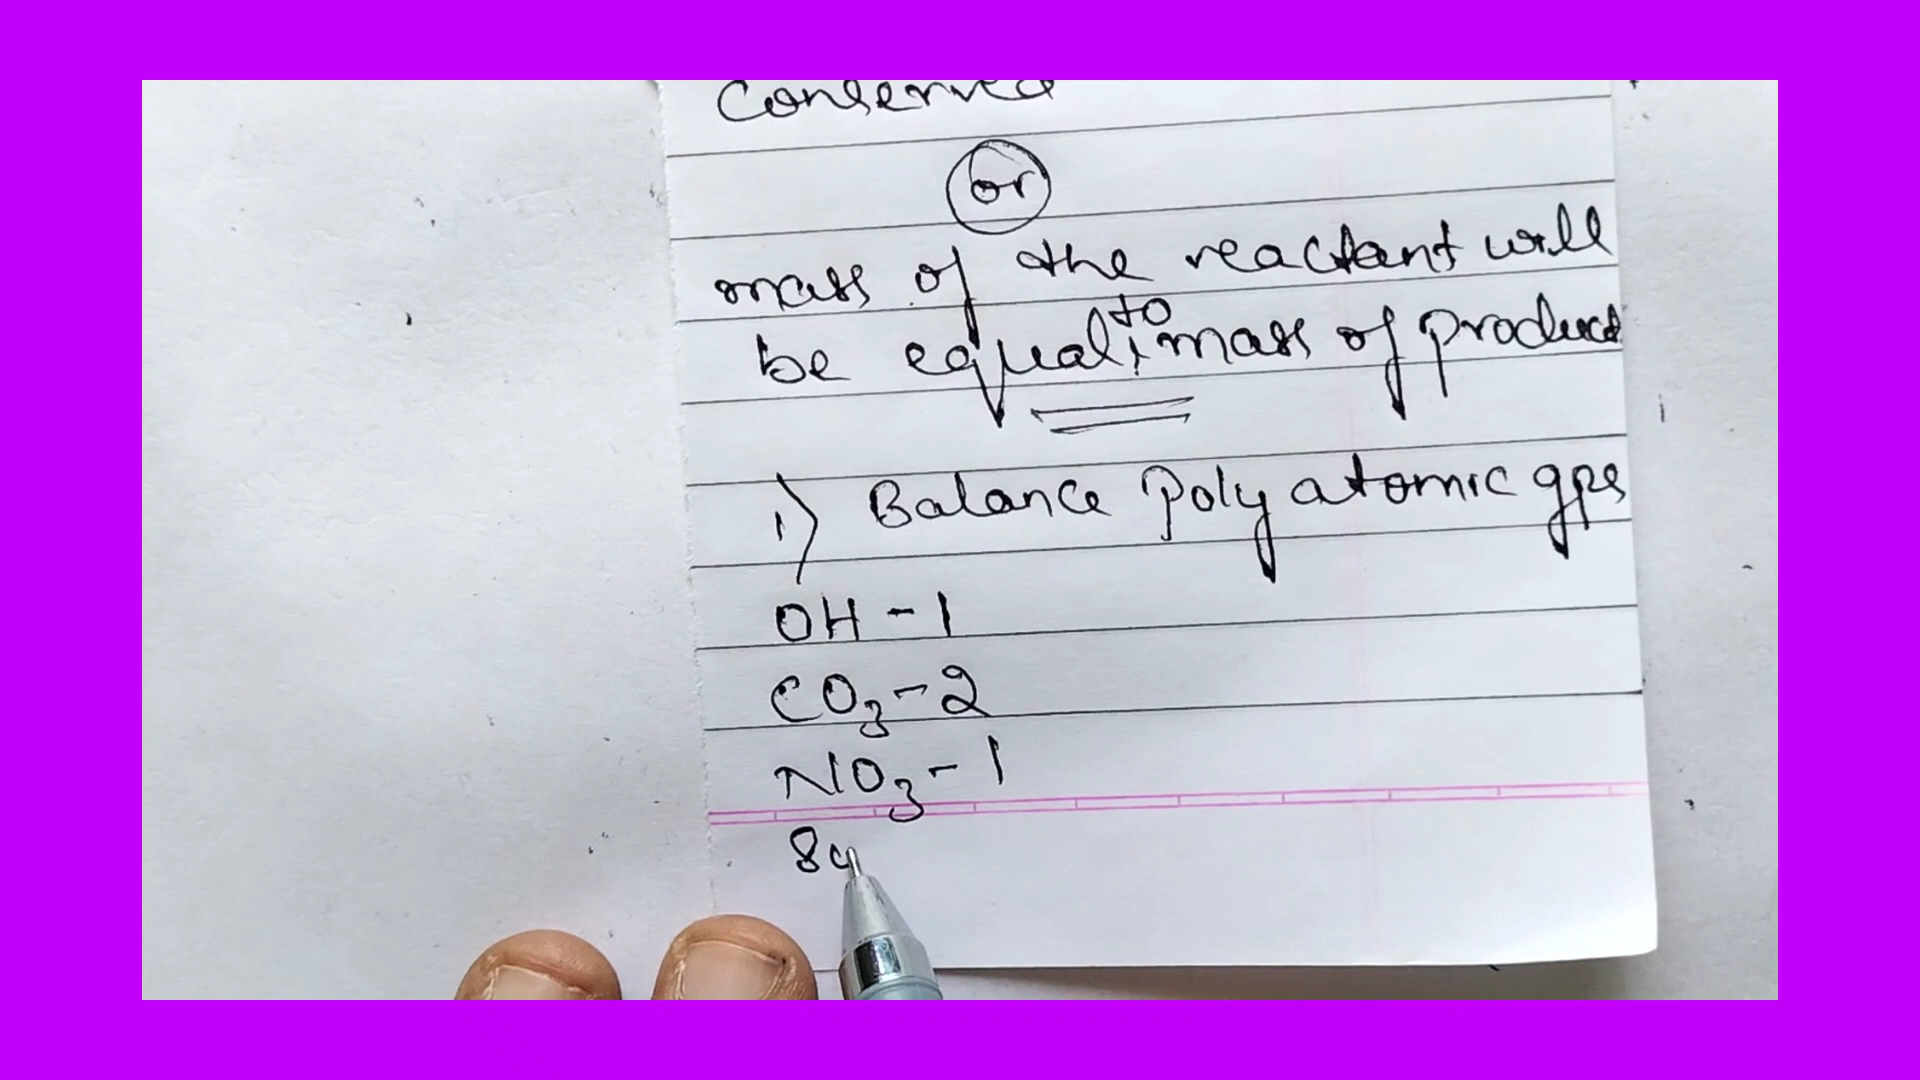 Conserved
or
mass of the reactant will
be equal to mass of product
1) Balance Poly atomic gps
OH - 1
CO₃ - 2
NO₃ - 1